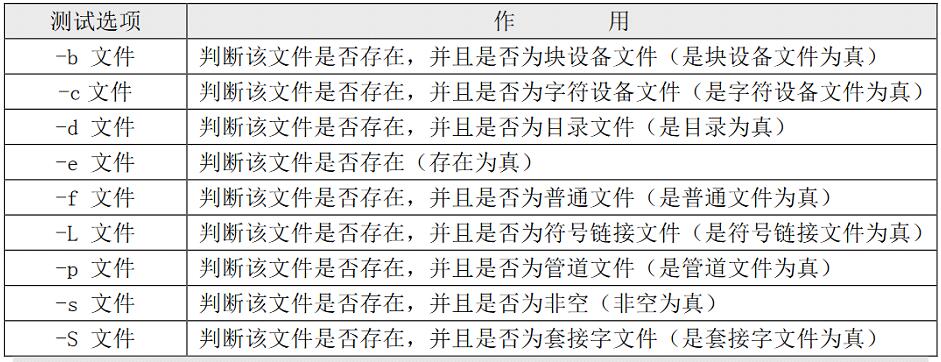 测试选项 作 用
-b 文件 判断该文件是否存在，并且是否为块设备文件（是块设备文件为真）
-c文件 判断该文件是否存在，并且是否为字符设备文件（是字符设备文件为真）
-d 文件 判断该文件是否存在，并且是否为目录文件（是目录为真）
-e 文件 判断该文件是否存在（存在为真）
-f 文件 判断该文件是否存在，并且是否为普通文件（是普通文件为真）
-L 文件 判断该文件是否存在，并且是否为符号链接文件（是符号链接文件为真）
-p 文件 判断该文件是否存在，并且是否为管道文件（是管道文件为真）
-s 文件 判断该文件是否存在，并且是否为非空（非空为真）
-S 文件 判断该文件是否存在，并且是否为套接字文件（是套接字文件为真）